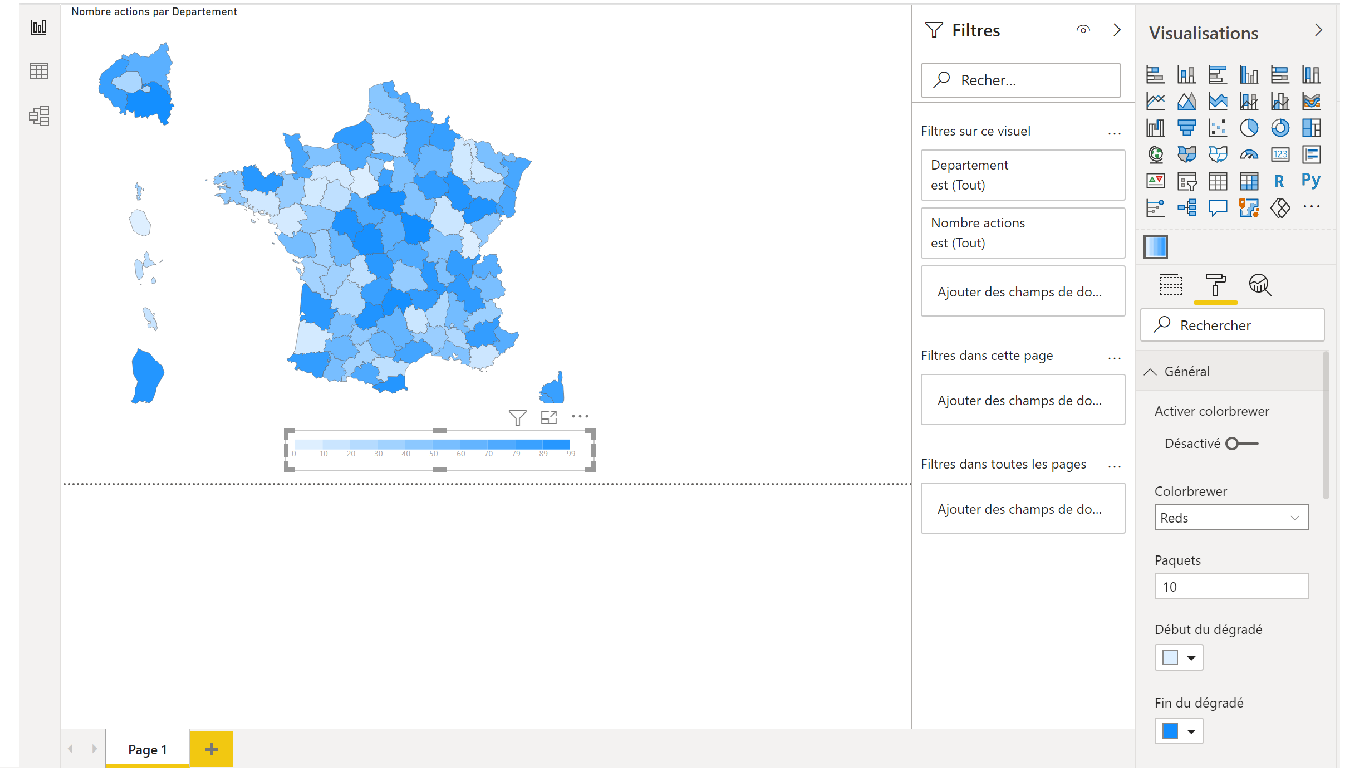 Nombre actions par Departement
0 10 20 30 40 50 60 70 80 89 99
Filtres
Recher...
Filtres sur ce visuel
...
Departement
est (Tout)
Nombre actions
est (Tout)
Ajouter des champs de do...
Filtres dans cette page
...
Ajouter des champs de do...
Filtres dans toutes les pages
...
Ajouter des champs de do...
Visualisations
123
R
Py
...
Rechercher
Général
Activer colorbrewer
Désactivé
Colorbrewer
Reds
Paquets
10
Début du dégradé
Fin du dégradé
Page 1
+